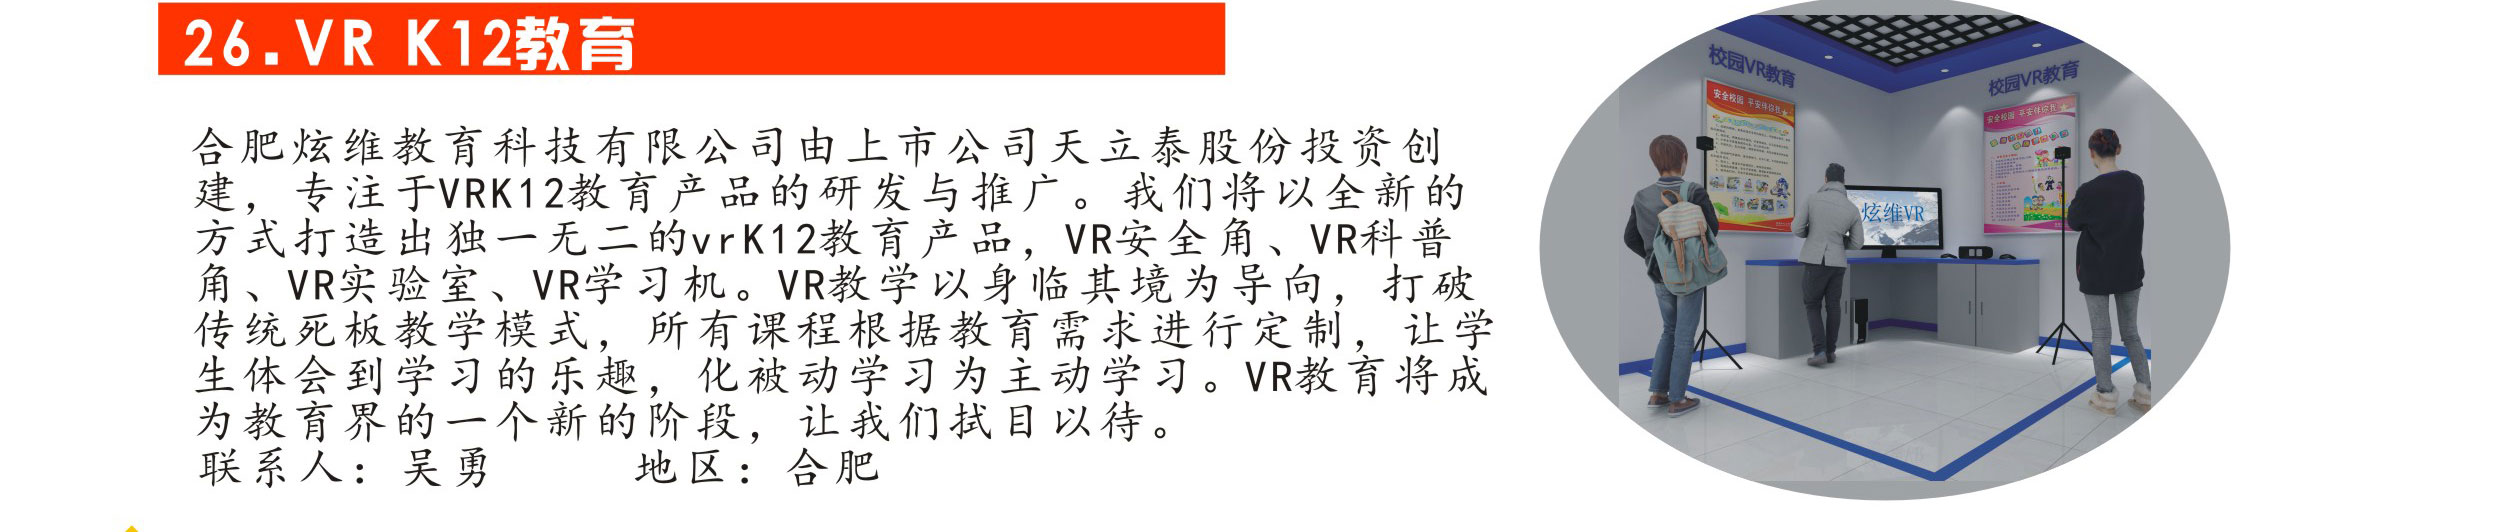 26.VR K12教育
合肥炫维教育科技有限公司由上市公司天立泰股份投资创
建，专注于VRK12教育产品的研发与推广。我们将以全新的
方式打造出独一无二的vrK12教育产品，VR安全角、VR科普
角、VR实验室、VR学习机。VR教学以身临其境为导向，打破
传统死板教学模式，所有课程根据教育需求进行定制，让学
生体会到学习的乐趣，化被动学习为主动学习。VR教育将成
为教育界的一个新的阶段，让我们拭目以待。
联系人：吴勇 地区：合肥
校园VR教育
安全校园 平安伴你我
炫维VR
校园VR教育
安全校园 平安伴你我